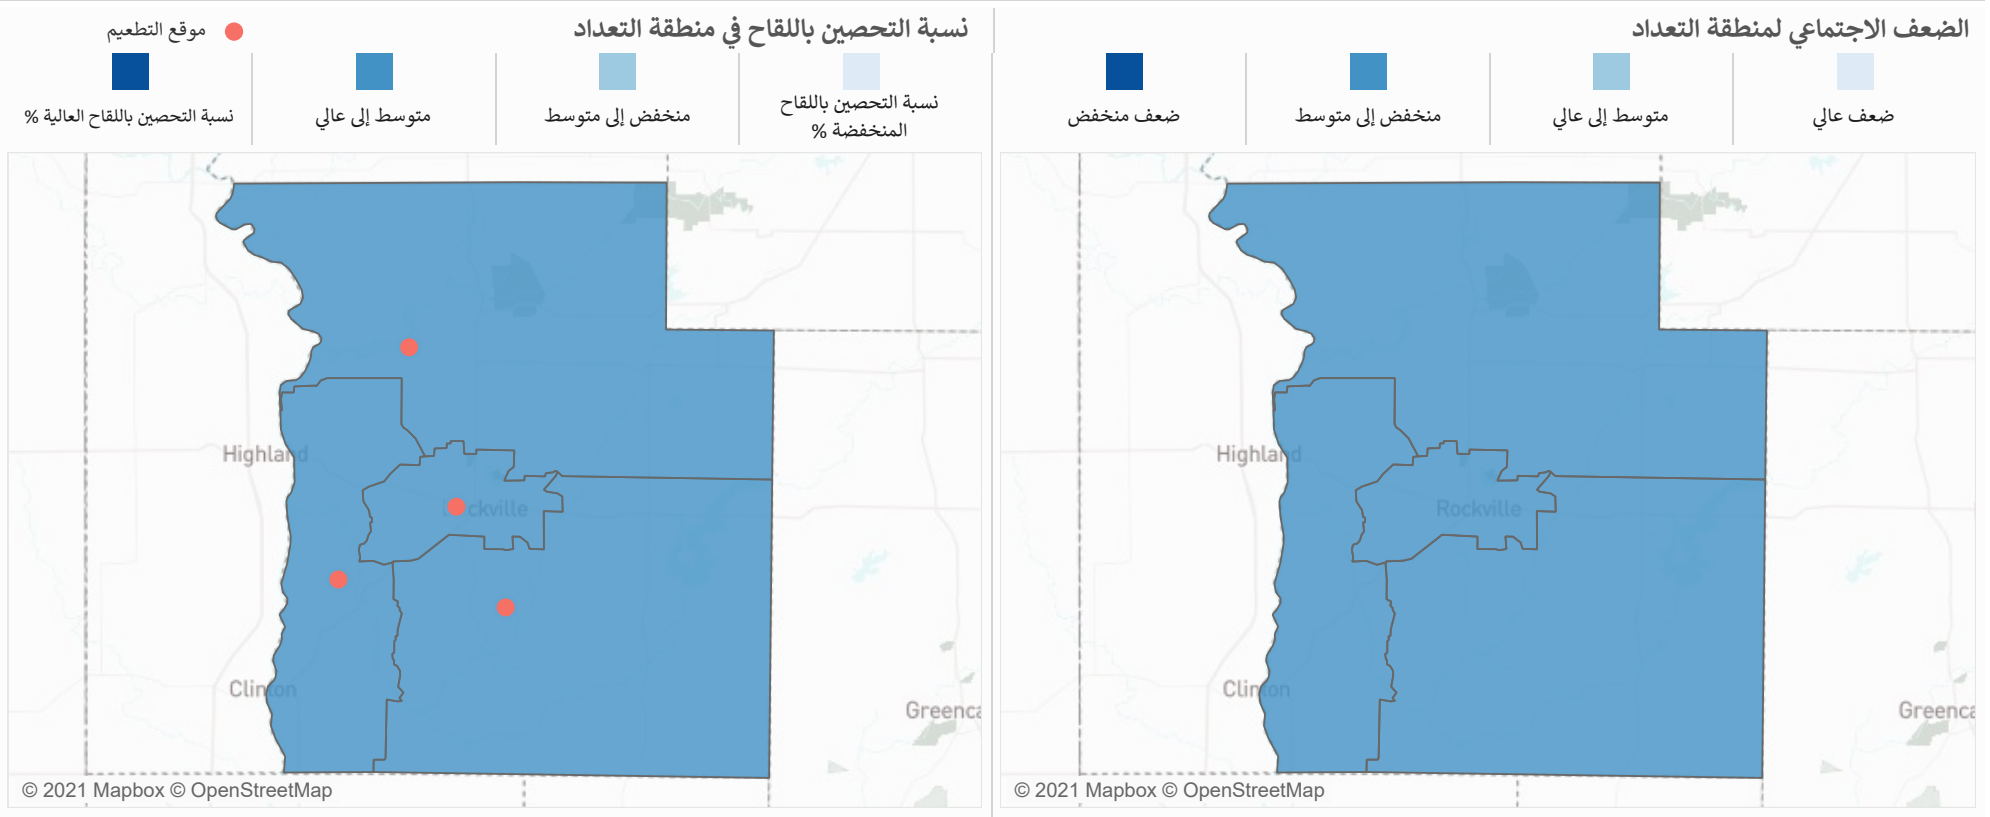 الضعف الاجتماعي لمنطقة التعداد
ضعف عالي
متوسط إلى عالي
منخفض إلى متوسط
ضعف منخفض
Highland
Rockville
Clinton
Greenca
© 2021 Mapbox © OpenStreetMap
نسبة التحصين باللقاح في منطقة التعداد
موقع التطعيم
نسبة التحصين باللقاح
المنخفضة %
منخفض إلى متوسط
متوسط إلى عالي
نسبة التحصين باللقاح العالية %
Highland
ckville
Clinton
Greenca
© 2021 Mapbox © OpenStreetMap